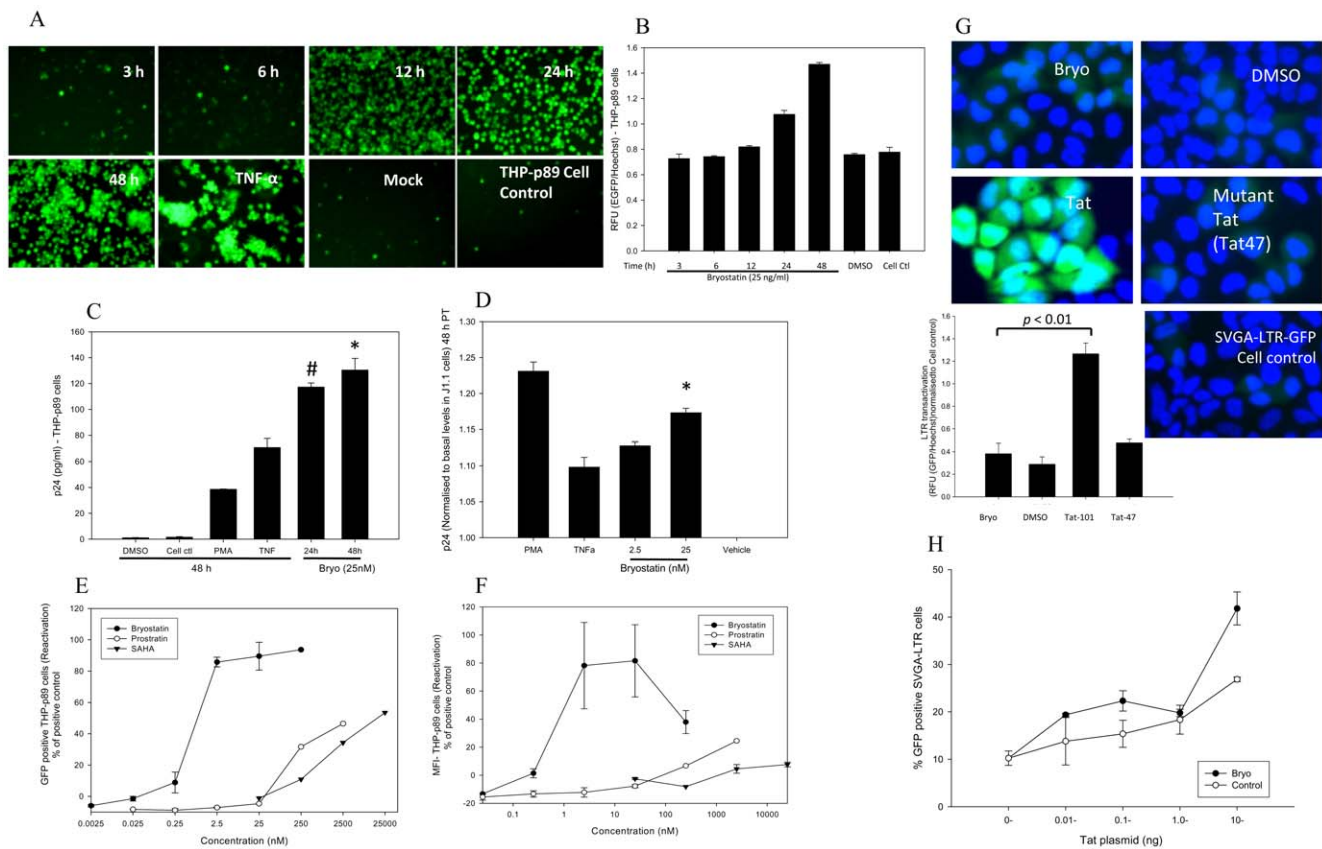 A
3 h
6 h
12 h
24 h
48 h
TNF α
Mock
THP-p89 Cell
Control
B
RFU (EGFP/Hoechst) - THP-p89 cells
1.6
1.4
1.2
1.0
0.8
0.6
0.4
0.2
0.0
Time (h) 3 6 12 24 48 DMSO Cell Ctl
Bryostatin (25 ng/ml)
C
p24 (pg/ml) - THP-p89 cells
160
140
120
100
80
60
40
20
0
#
*
DMSO Cell ctl PMA TNF 24h 48h
48 h Bryo (25nM)
D
p24 (Normalised to basal levels in J1.1 cells) 48 h PT
1.30
1.25
1.20
1.15
1.10
1.05
1.00
*
PMA TNFa 2.5 25 Vehicle
Bryostatin (nM)
E
GFP positive THP-p89 cells (Reactivation)
% of positive control
120
100
80
60
40
20
0
Bryostatin
Prostratin
SAHA
0.0025 0.025 0.25 2.5 25 250 2500 25000
Concentration (nM)
F
MFI- THP-p89 cells (Reactivation)
% of positive control
120
100
80
60
40
20
0
-20
Bryostatin
Prostratin
SAHA
0.1 1 10 100 1000 10000
Concentration (nM)
G
Bryo
DMSO
Tat
Mutant
Tat
(Tat47)
SVGA-LTR-GFP
Cell control
LTR transactivation
(RFU (GFP/Hoechst)normalisedto Cell control)
1.6
1.4
1.2
1.0
0.8
0.6
0.4
0.2
0.0
p < 0.01
Bryo DMSO Tat-101 Tat-47
H
% GFP positive SVGA-LTR cells
50
40
30
20
10
0
Bryo
Control
0- 0.01- 0.1- 1.0- 10-
Tat plasmid (ng)